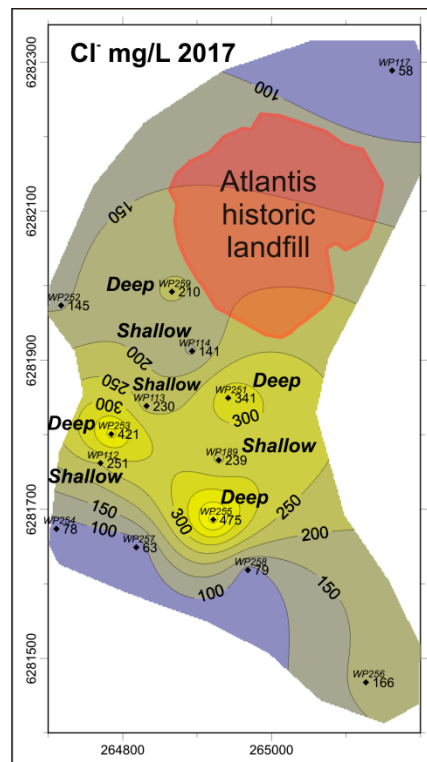 Cl⁻ mg/L 2017
6282300
WP117
58
100
Atlantis
historic
landfill
6282100
150
Deep
WP259
210
WP252
145
Shallow
WP114
141
200
6281900
250
Shallow
Deep
WP251
341
300
WP113
230
300
Deep
WP253
421
WP189
239
Shallow
WP112
251
Shallow
Deep
250
6281700
WP255
475
300
200
150
100
WP254
78
WP257
63
WP258
79
100
150
6281500
WP256
166
264800
265000